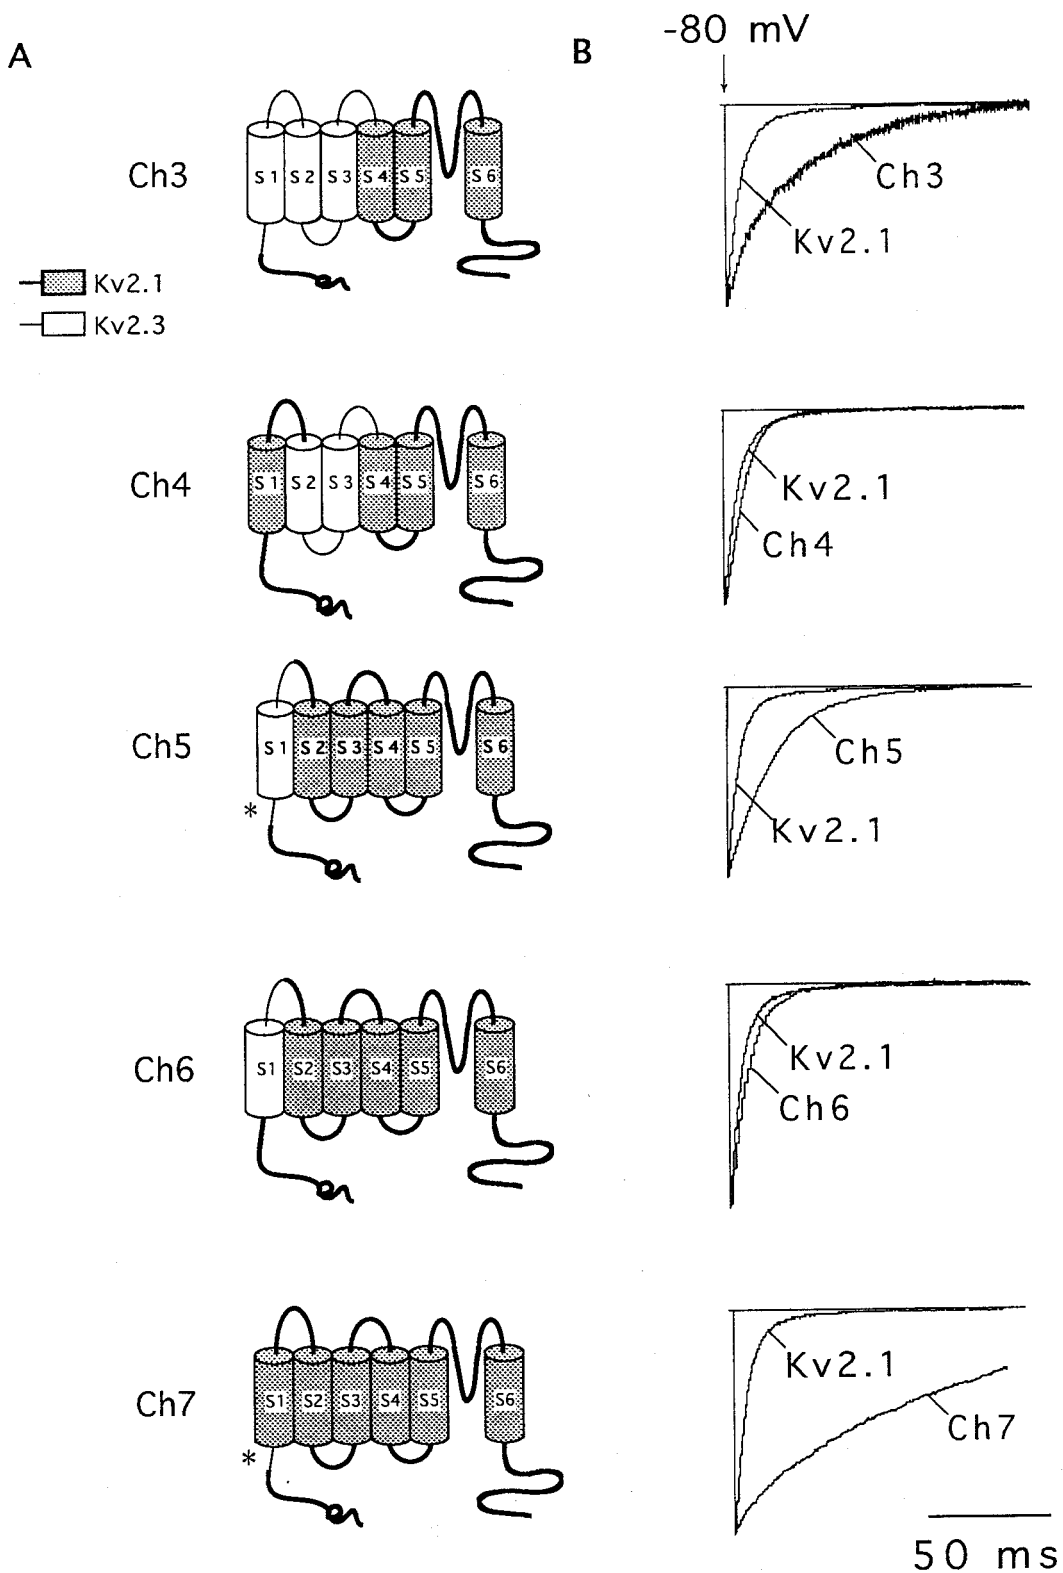 A
B
-80 mV
Ch3
S1 S2 S3 S4 S5 S6
Ch3
Kv2.1
Kv2.1
Kv2.3
Ch4
S1 S2 S3 S4 S5 S6
Kv2.1
Ch4
Ch5
S1 S2 S3 S4 S5 S6
*
Ch5
Kv2.1
Ch6
S1 S2 S3 S4 S5 S6
Kv2.1
Ch6
Ch7
S1 S2 S3 S4 S5 S6
*
Kv2.1
Ch7
50 ms